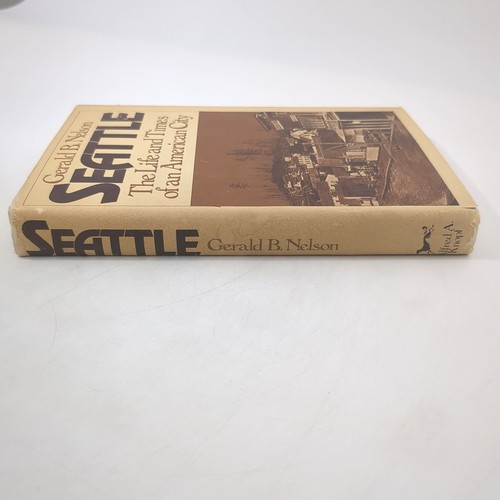 Gerald B. Nelson
SEATTLE
The Life and Times
of an American City
SEATTLE Gerald B. Nelson
Alfred A.
Knopf